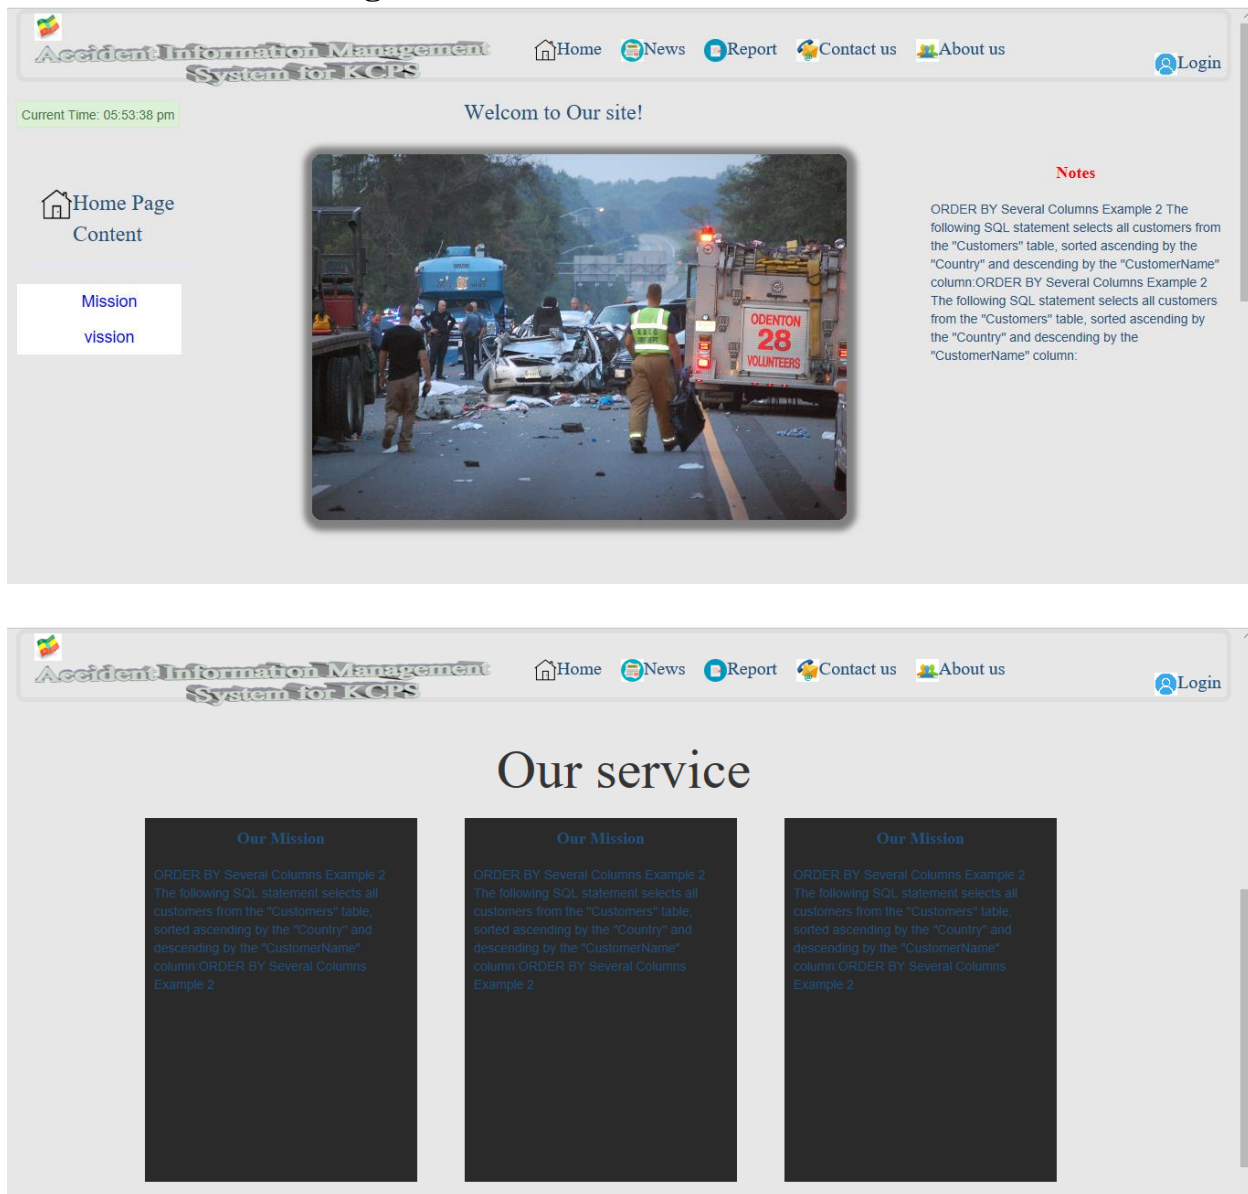 Accident Information Management
System for KCPS
Home News Report Contact us About us
Login
Current Time: 05:53:38 pm
Welcom to Our site!
Home Page
Content
Mission
vission
ODENTON
28
VOLUNTEERS
Notes
ORDER BY Several Columns Example 2 The
following SQL statement selects all customers from
the "Customers" table, sorted ascending by the
"Country" and descending by the "CustomerName"
column:ORDER BY Several Columns Example 2
The following SQL statement selects all customers
from the "Customers" table, sorted ascending by
the "Country" and descending by the
"CustomerName" column:
Accident Information Management
System for KCPS
Home News Report Contact us About us
Login
Our service
Our Mission
ORDER BY Several Columns Example 2
The following SQL statement selects all
customers from the "Customers" table,
sorted ascending by the "Country" and
descending by the "CustomerName"
column:ORDER BY Several Columns
Example 2
Our Mission
ORDER BY Several Columns Example 2
The following SQL statement selects all
customers from the "Customers" table,
sorted ascending by the "Country" and
descending by the "CustomerName"
column:ORDER BY Several Columns
Example 2
Our Mission
ORDER BY Several Columns Example 2
The following SQL statement selects all
customers from the "Customers" table,
sorted ascending by the "Country" and
descending by the "CustomerName"
column:ORDER BY Several Columns
Example 2